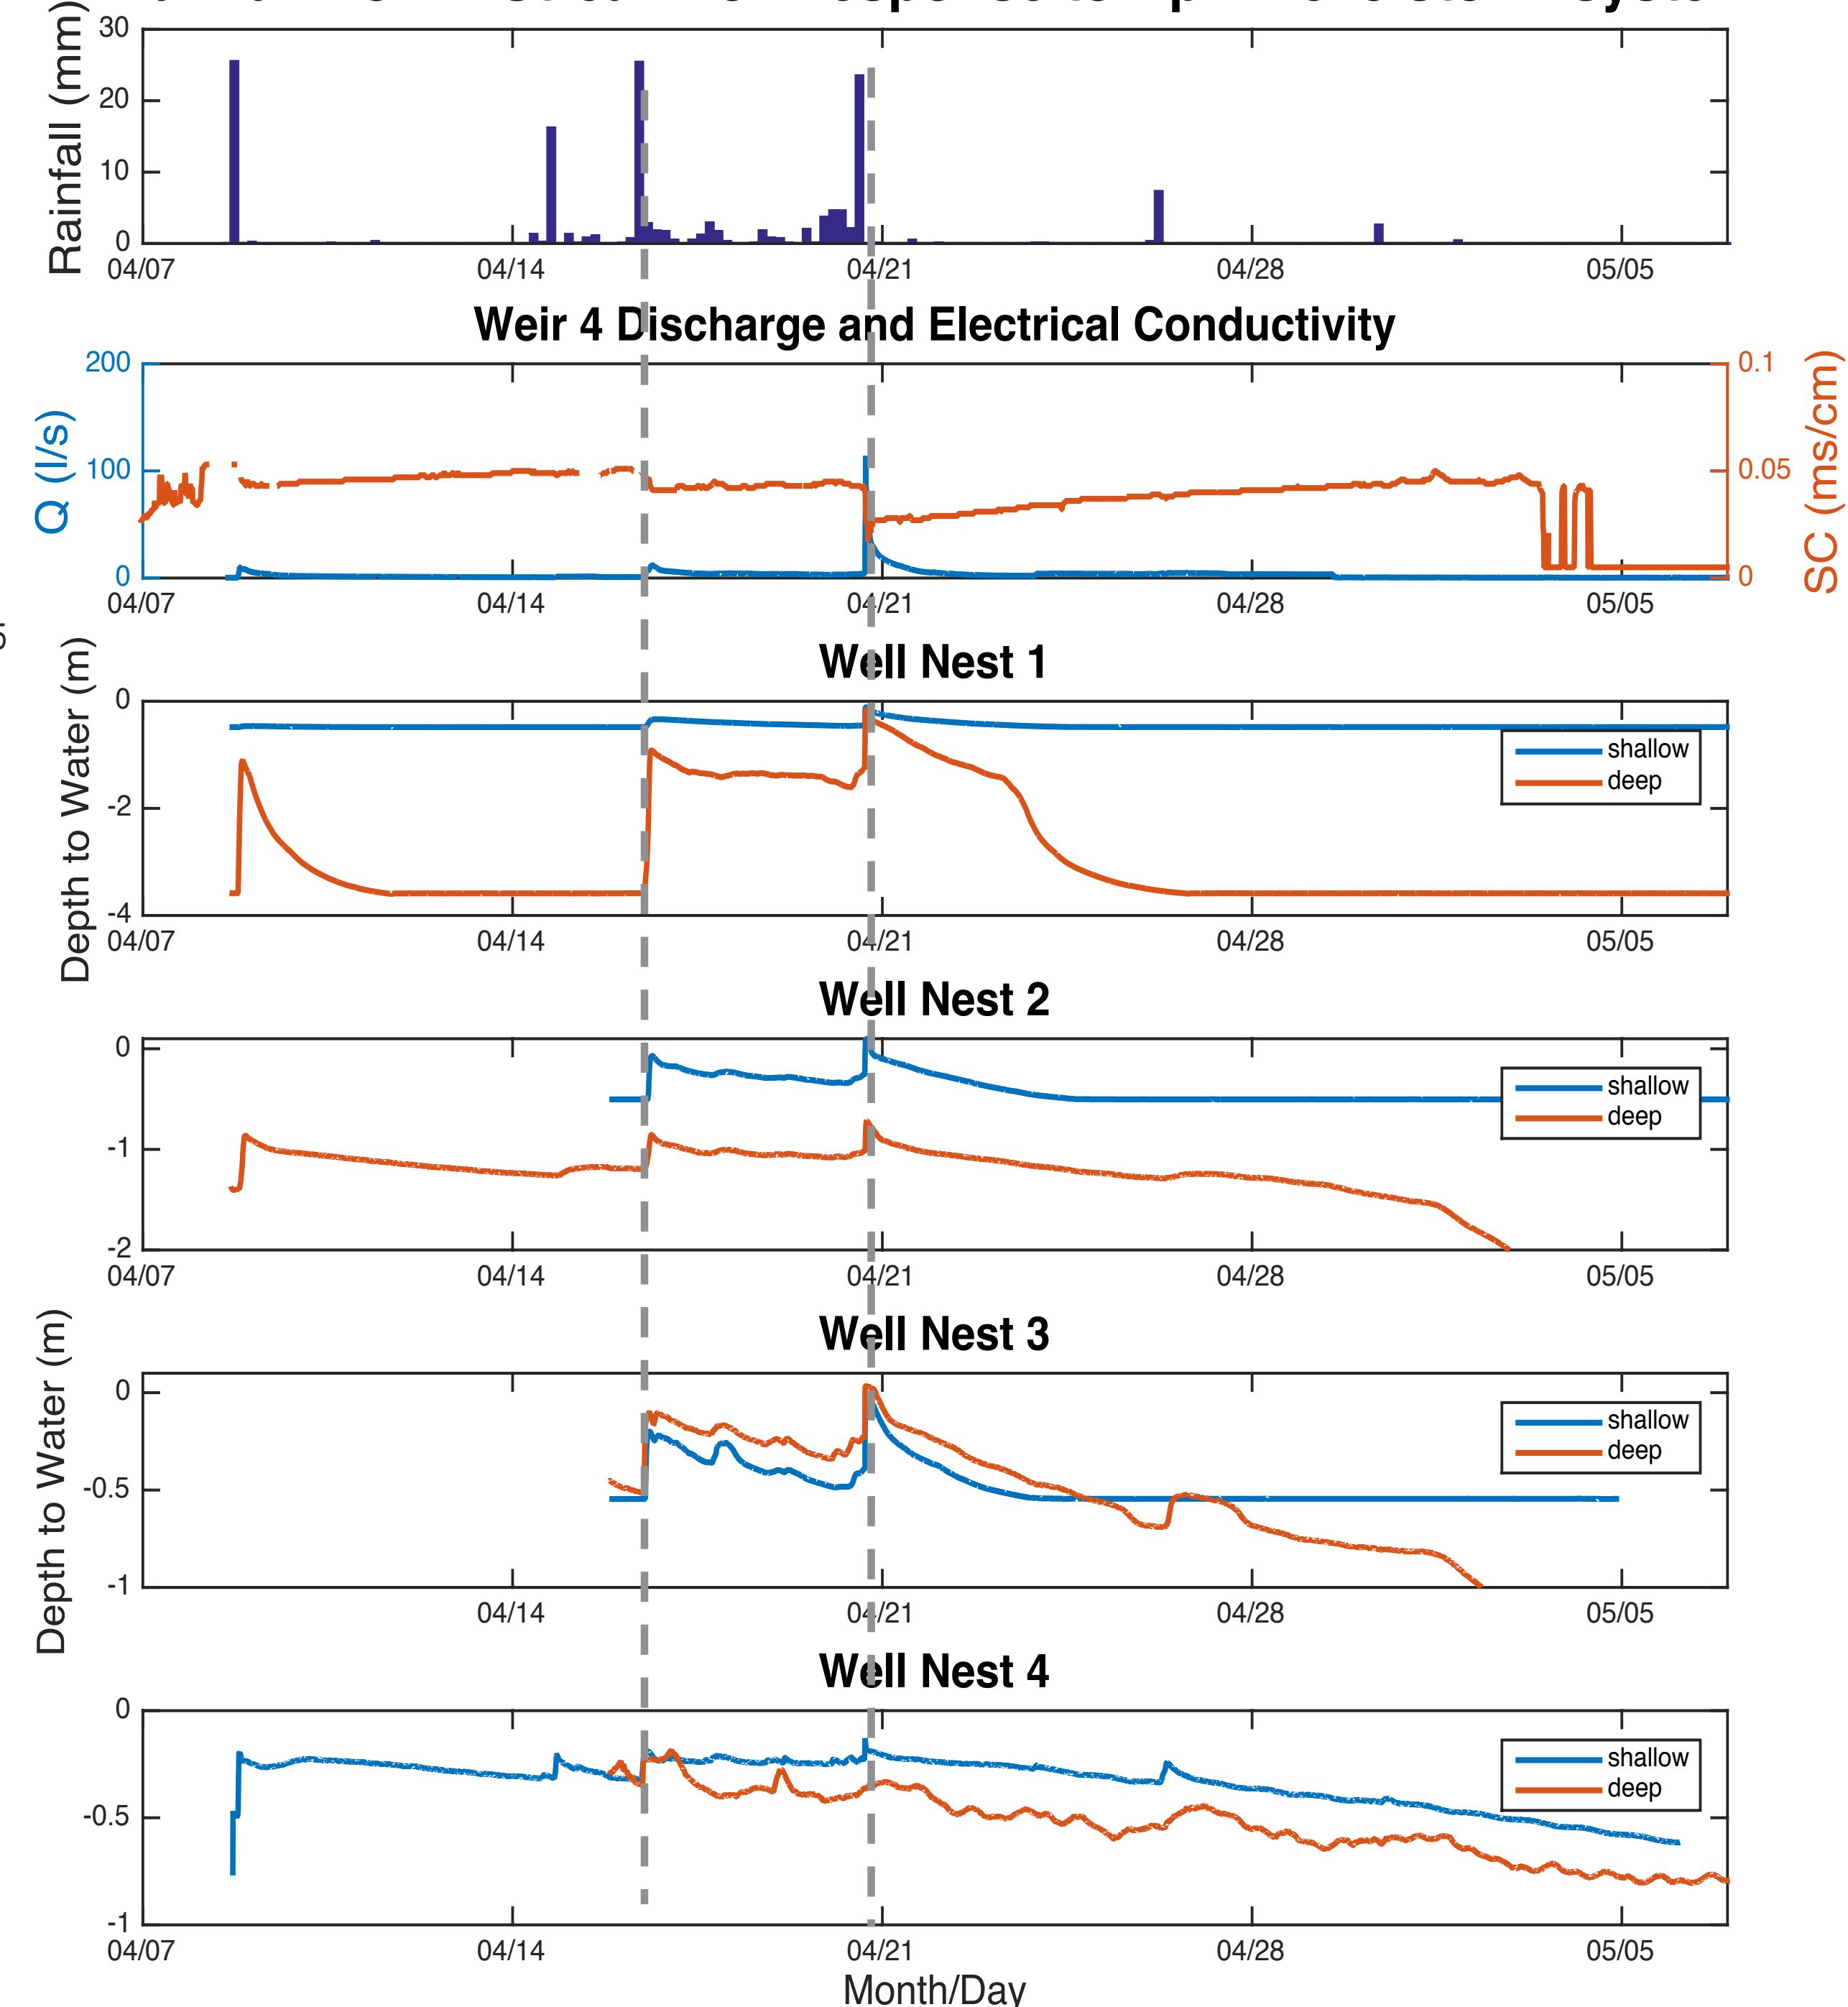 Rainfall (mm)
30
20
10
0
04/07 04/14 04/21 04/28 05/05
Weir 4 Discharge and Electrical Conductivity
Q (l/s)
200
100
0
SC (ms/cm)
0.1
0.05
0
04/07 04/14 04/21 04/28 05/05
Well Nest 1
Depth to Water (m)
0
-2
-4
shallow
deep
04/07 04/14 04/21 04/28 05/05
Well Nest 2
0
-1
-2
shallow
deep
04/07 04/14 04/21 04/28 05/05
Well Nest 3
Depth to Water (m)
0
-0.5
-1
shallow
deep
04/14 04/21 04/28 05/05
Well Nest 4
0
-0.5
-1
shallow
deep
04/07 04/14 04/21 04/28 05/05
Month/Day